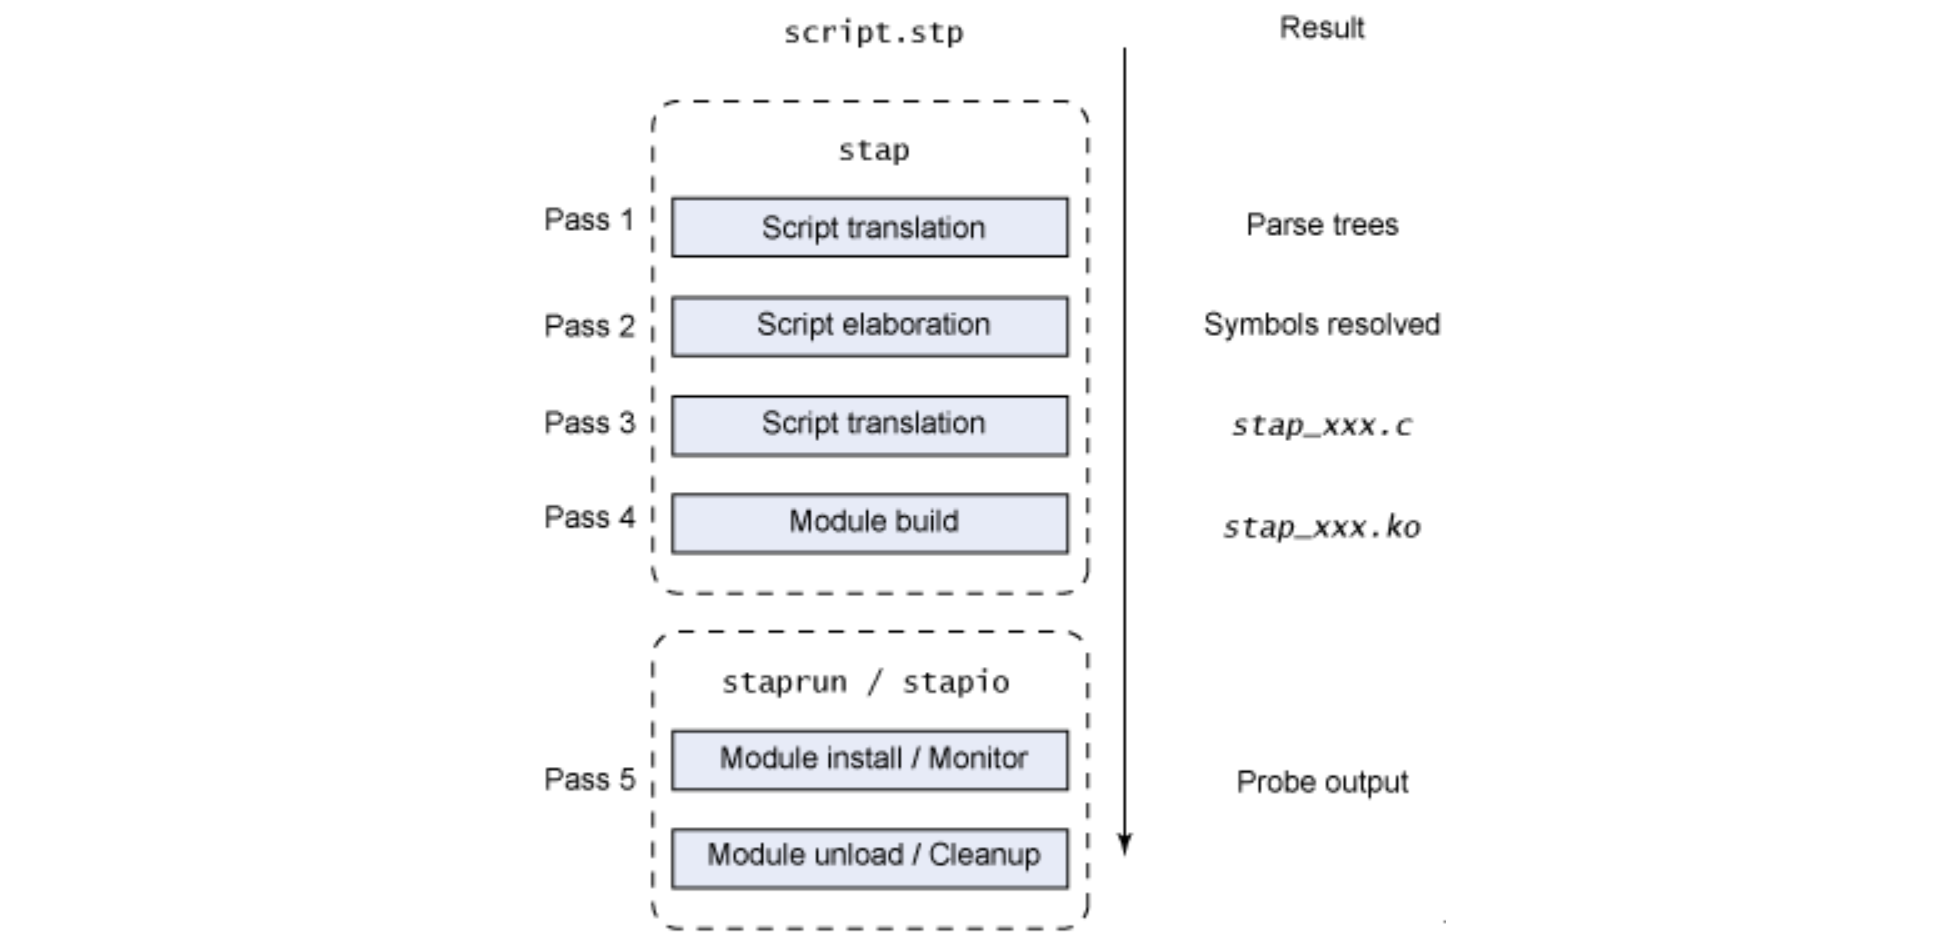 script.stp
Result
stap
Pass 1
Script translation
Parse trees
Pass 2
Script elaboration
Symbols resolved
Pass 3
Script translation
stap_xxx.c
Pass 4
Module build
stap_xxx.ko
staprun / stapio
Module install / Monitor
Pass 5
Probe output
Module unload / Cleanup